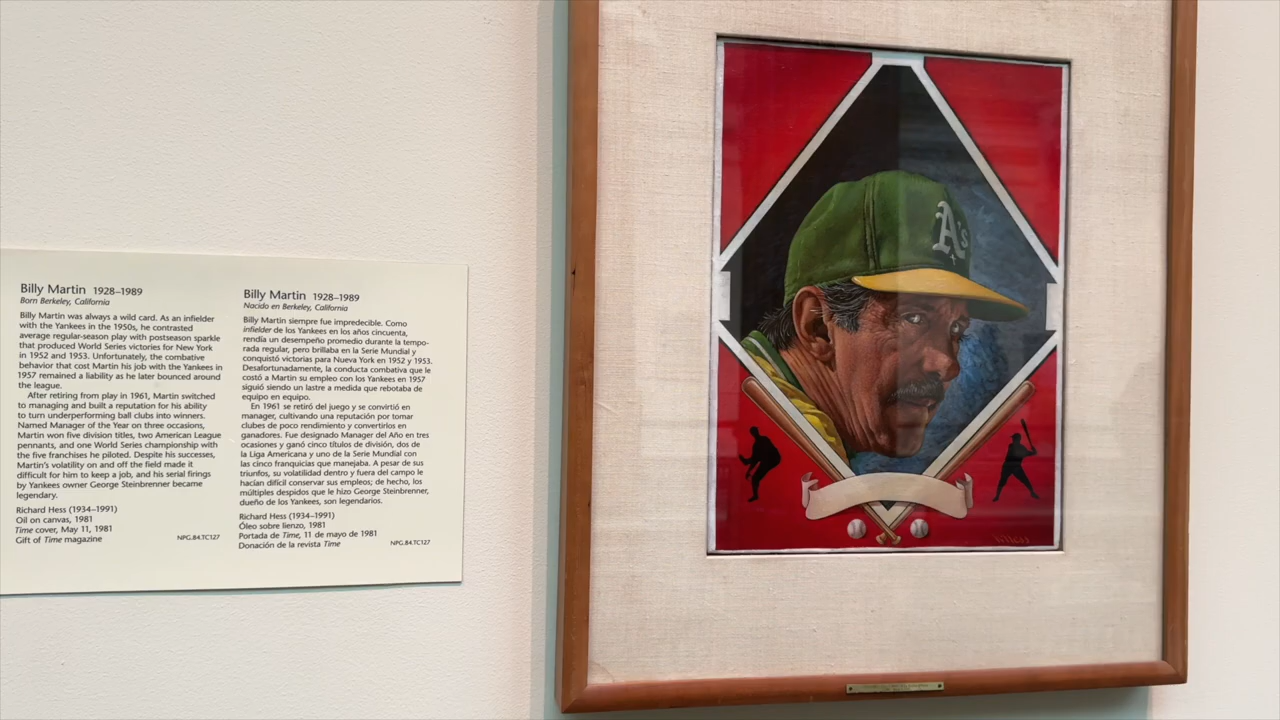 Billy Martin 1928–1989
Born Berkeley, California
Billy Martin was always a wild card. As an infielder
with the Yankees in the 1950s, he contrasted
average regular-season play with postseason sparkle
that produced World Series victories for New York
in 1952 and 1953. Unfortunately, the combative
behavior that cost Martin his job with the Yankees in
1957 remained a liability as he later bounced around
the league.
After retiring from play in 1961, Martin switched
to managing and built a reputation for his ability
to turn underperforming ball clubs into winners.
Named Manager of the Year on three occasions,
Martin won five division titles, two American League
pennants, and one World Series championship with
the five franchises he piloted. Despite his successes,
Martin's volatility on and off the field made it
difficult for him to keep a job, and his serial firings
by Yankees owner George Steinbrenner became
legendary.
Richard Hess (1934–1991)
Oil on canvas, 1981
Time cover, May 11, 1981
Gift of Time magazine
NPG.84.TC127
Billy Martin 1928–1989
Nacido en Berkeley, California
Billy Martin siempre fue impredecible. Como
infielder de los Yankees en los años cincuenta,
rendía un desempeño promedio durante la tempo-
rada regular, pero brillaba en la Serie Mundial y
conquistó victorias para Nueva York en 1952 y 1953.
Desafortunadamente, la conducta combativa que le
costó a Martin su empleo con los Yankees en 1957
siguió siendo un lastre a medida que rebotaba de
equipo en equipo.
En 1961 se retiró del juego y se convirtió en
manager, cultivando una reputación por tomar
clubes de poco rendimiento y convertirlos en
ganadores. Fue designado Manager del Año en tres
ocasiones y ganó cinco títulos de división, dos de
la Liga Americana y uno de la Serie Mundial con
las cinco franquicias que manejaba. A pesar de sus
triunfos, su volatilidad dentro y fuera del campo le
hacían difícil conservar sus empleos; de hecho, los
múltiples despidos que le hizo George Steinbrenner,
dueño de los Yankees, son legendarios.
Richard Hess (1934–1991)
Óleo sobre lienzo, 1981
Portada de Time, 11 de mayo de 1981
Donación de la revista Time
NPG.84.TC127
A's